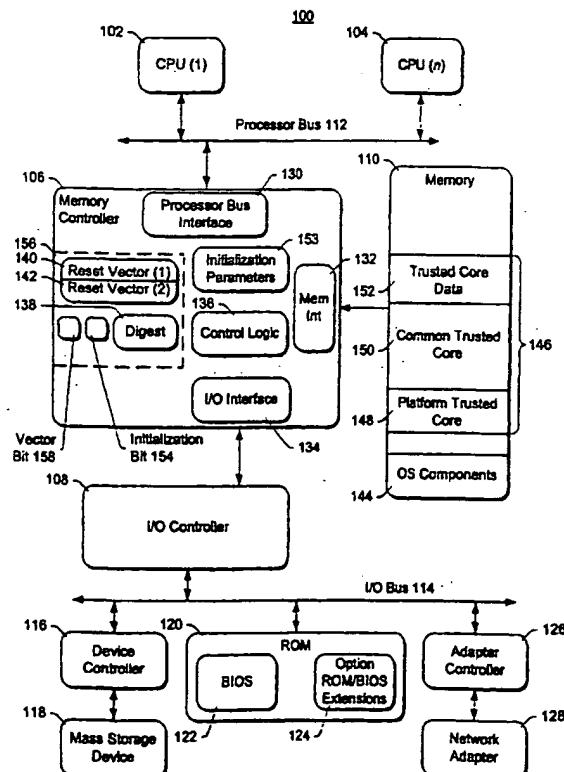 100
102
CPU (1)
104
CPU (n)
Processor Bus 112
106
Memory
Controller
130
Processor Bus
Interface
110
Memory
156
140
Reset Vector (1)
142
Reset Vector (2)
138
Digest
153
Initialization
Parameters
136
Control Logic
132
Mem
Int
I/O Interface
134
Vector
Bit 158
Initialization
Bit 154
Trusted Core
152
Data
Common Trusted
150
Core
146
Platform Trusted
148
Core
OS Components
144
108
I/O Controller
I/O Bus 114
116
Device
Controller
118
Mass Storage
Device
120
ROM
BIOS
122
Option
ROM/BIOS
Extensions
124
126
Adapter
Controller
128
Network
Adapter